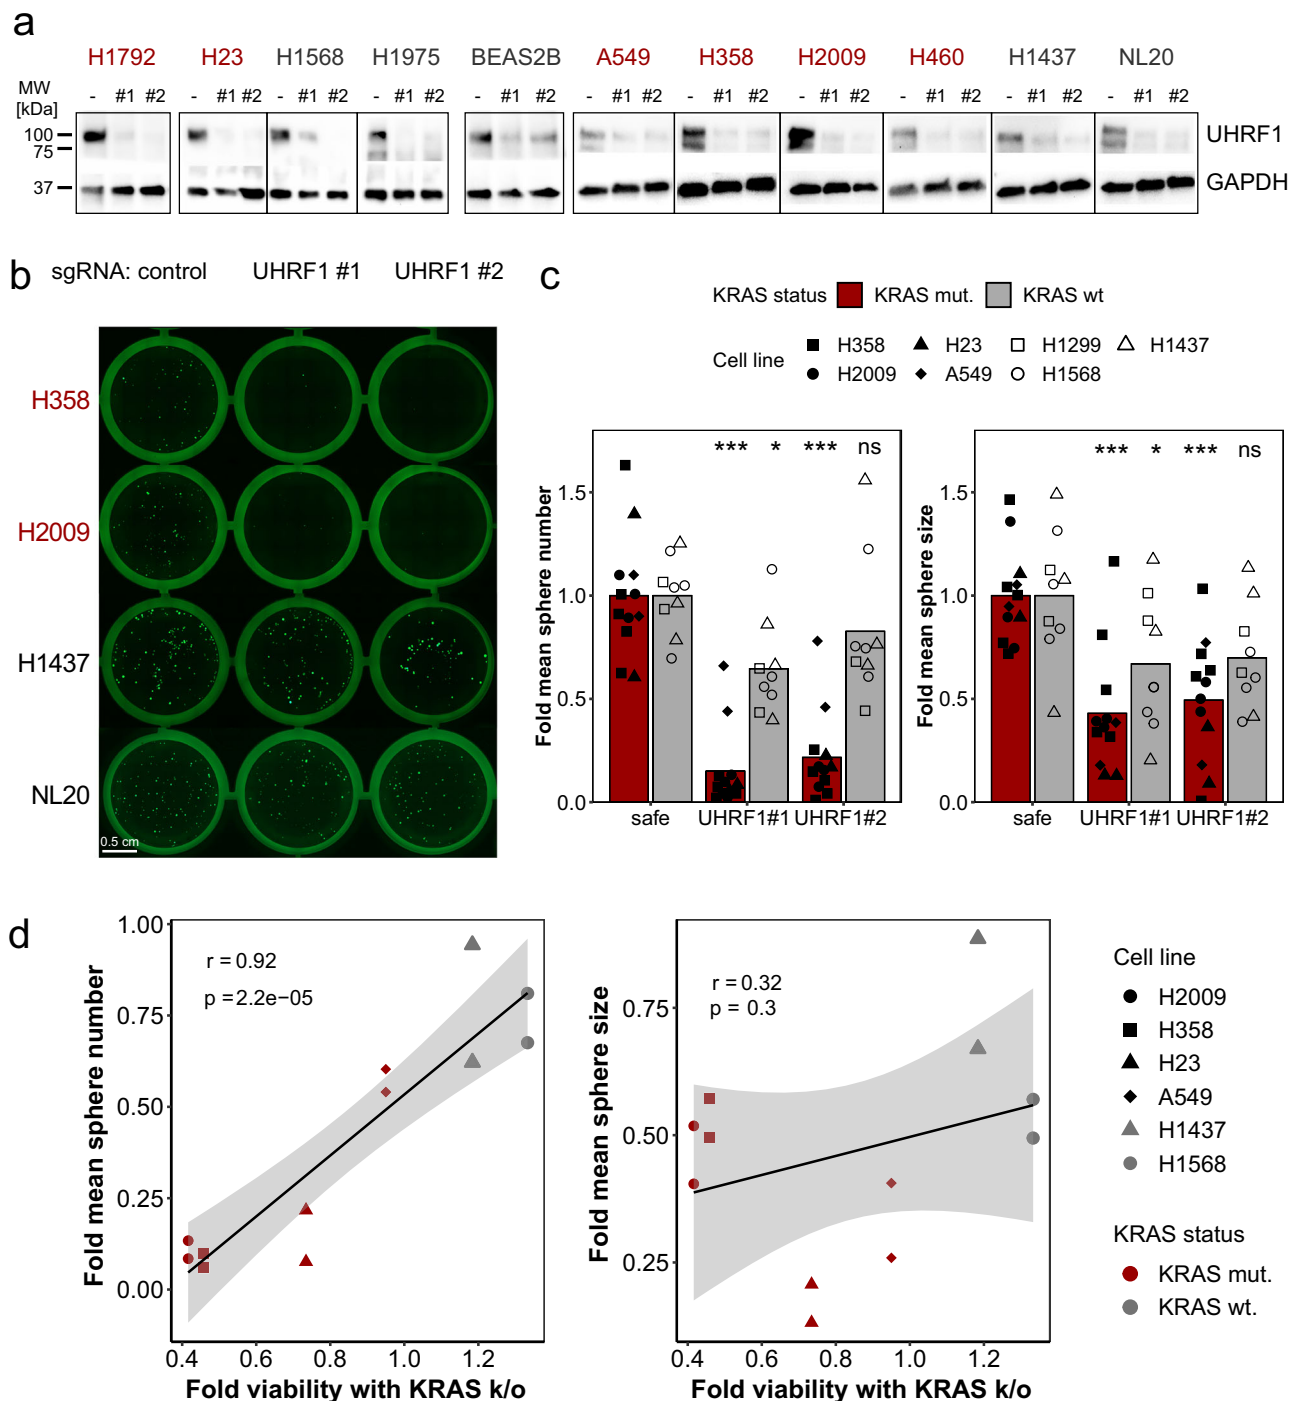 a
H1792 H23 H1568 H1975 BEAS2B A549 H358 H2009 H460 H1437 NL20
MW
[kDa]
- #1 #2 - #1 #2 - #1 #2 - #1 #2 - #1 #2 - #1 #2 - #1 #2 - #1 #2 - #1 #2 - #1 #2 - #1 #2
100
75
37
UHRF1
GAPDH
b
sgRNA: control UHRF1 #1 UHRF1 #2
H358
H2009
H1437
NL20
0.5 cm
c
KRAS status KRAS mut. KRAS wt
Cell line
H358 H23 H1299 H1437
H2009 A549 H1568
Fold mean sphere number
1.5
1.0
0.5
0.0
*** * *** ns
safe UHRF1#1 UHRF1#2
Fold mean sphere size
1.5
1.0
0.5
0.0
*** * *** ns
safe UHRF1#1 UHRF1#2
d
Fold mean sphere number
1.00
0.75
0.50
0.25
0.00
r = 0.92
p = 2.2e−05
0.4 0.6 0.8 1.0 1.2
Fold viability with KRAS k/o
Fold mean sphere size
0.75
0.50
0.25
r = 0.32
p = 0.3
0.4 0.6 0.8 1.0 1.2
Fold viability with KRAS k/o
Cell line
H2009
H358
H23
A549
H1437
H1568
KRAS status
KRAS mut.
KRAS wt.